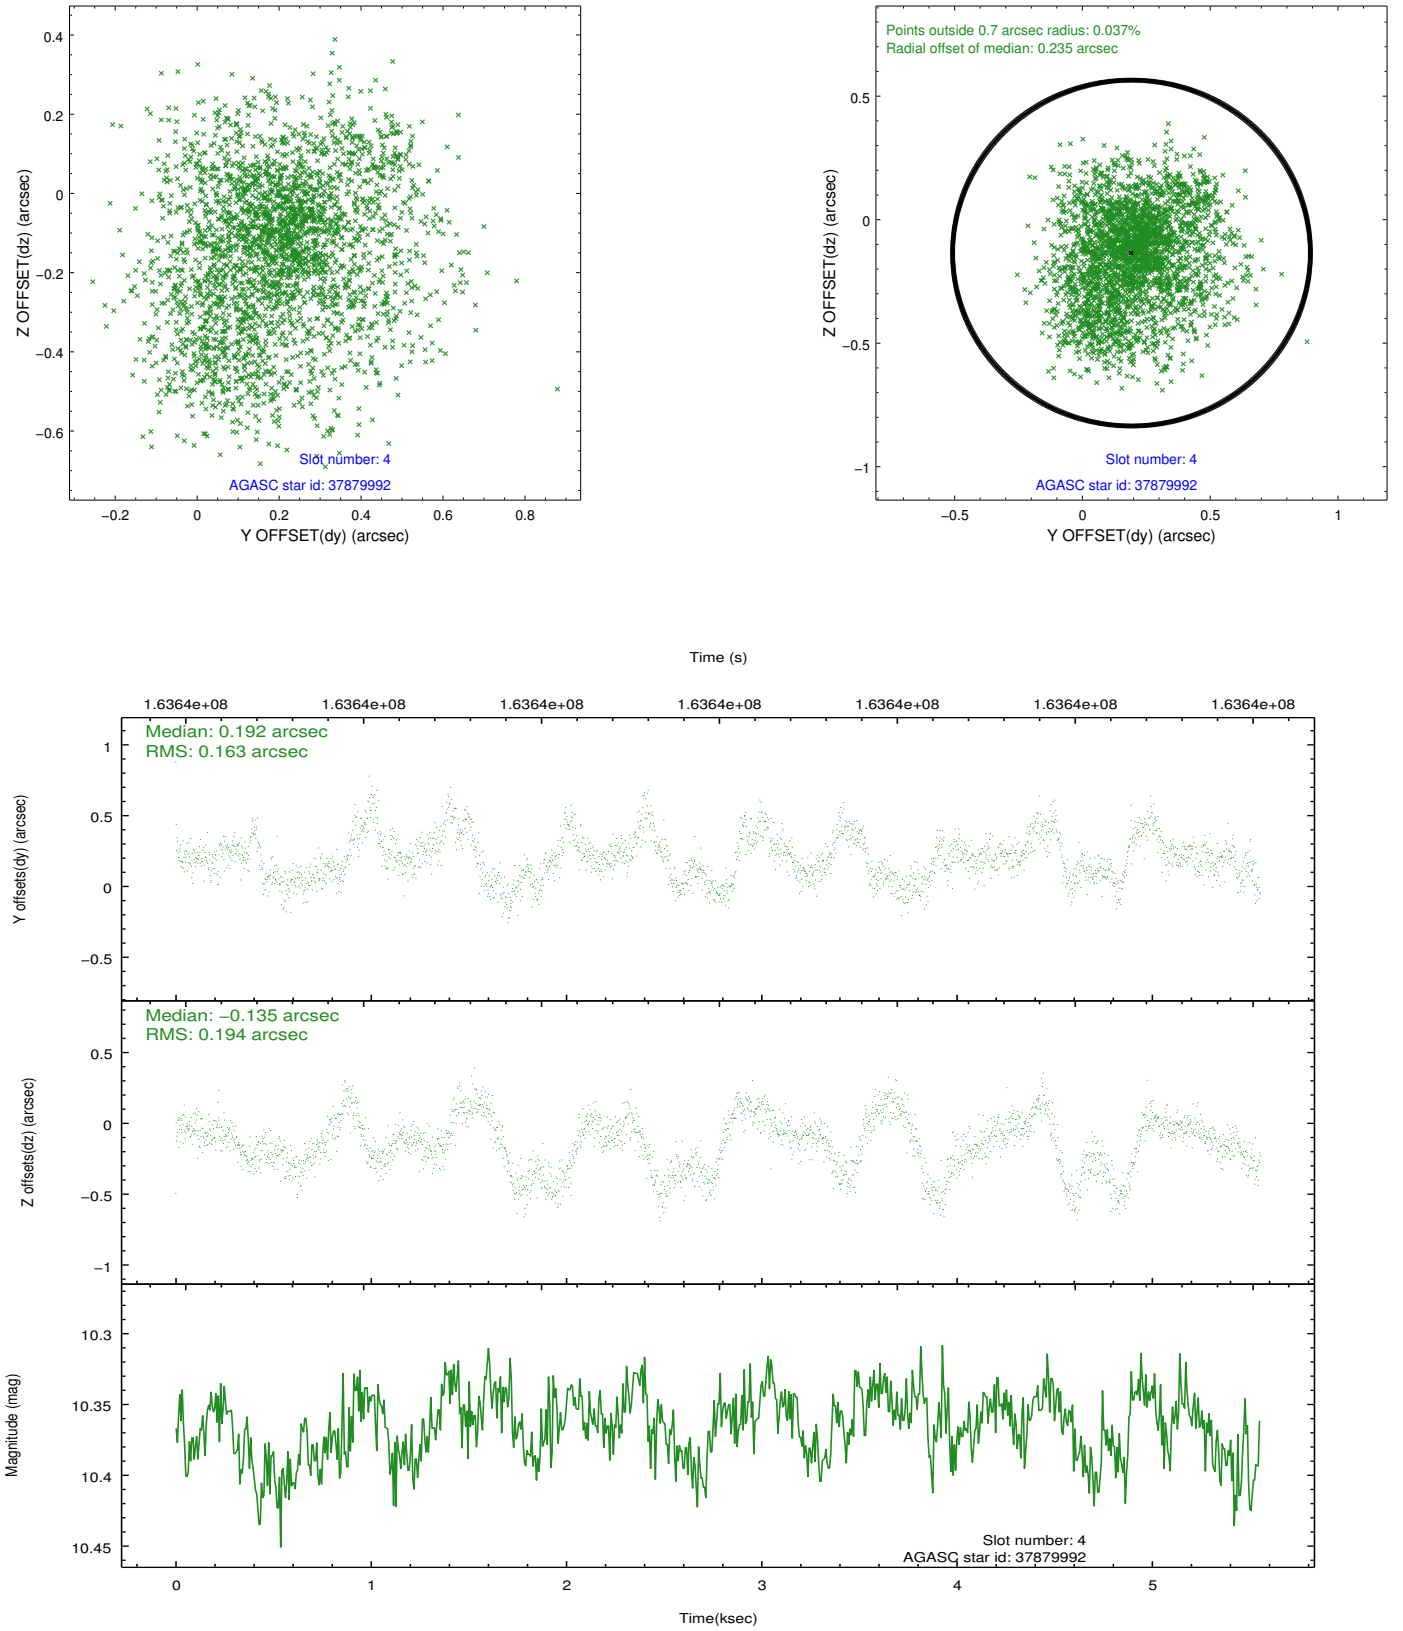 0.4
0.2
0
−0.2
−0.4
−0.6
Z OFFSET(dz) (arcsec)
Slot number: 4
AGASC star id: 37879992
−0.2 0 0.2 0.4 0.6 0.8
Y OFFSET(dy) (arcsec)
Points outside 0.7 arcsec radius: 0.037%
Radial offset of median: 0.235 arcsec
0.5
0
−0.5
−1
Z OFFSET(dz) (arcsec)
Slot number: 4
AGASC star id: 37879992
−0.5 0 0.5 1
Y OFFSET(dy) (arcsec)
Time (s)
1.6364e+08 1.6364e+08 1.6364e+08 1.6364e+08 1.6364e+08 1.6364e+08 1.6364e+08
Median: 0.192 arcsec
RMS: 0.163 arcsec
1
0.5
0
−0.5
Y offsets(dy) (arcsec)
Median: −0.135 arcsec
RMS: 0.194 arcsec
0.5
0
−0.5
−1
Z offsets(dz) (arcsec)
10.3
10.35
10.4
10.45
Magnitude (mag)
Slot number: 4
AGASC star id: 37879992
0 1 2 3 4 5
Time(ksec)